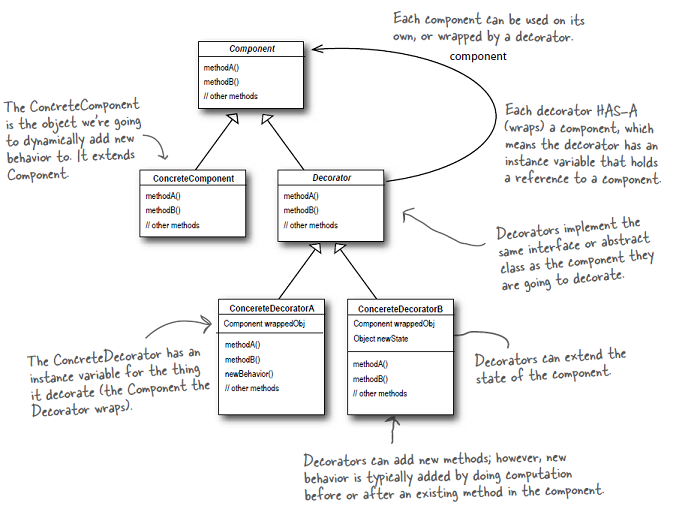 Each component can be used on its
own, or wrapped by a decorator.
component
Component
methodA()
methodB()
// other methods
The ConcreteComponent
is the object we're going
to dynamically add new
behavior to. It extends
Component.
Each decorator HAS-A
(wraps) a component, which
means the decorator has an
instance variable that holds
a reference to a component.
ConcreteComponent
methodA()
methodB()
// other methods
Decorator
methodA()
methodB()
// other methods
Decorators implement the
same interface or abstract
class as the component they
are going to decorate.
ConcereteDecoratorA
Component wrappedObj
methodA()
methodB()
newBehavior()
// other methods
ConcereteDecoratorB
Component wrappedObj
Object newState
methodA()
methodB()
// other methods
The ConcreteDecorator has an
instance variable for the thing
it decorate (the Component the
Decorator wraps).
Decorators can extend the
state of the component.
Decorators can add new methods; however, new
behavior is typically added by doing computation
before or after an existing method in the component.